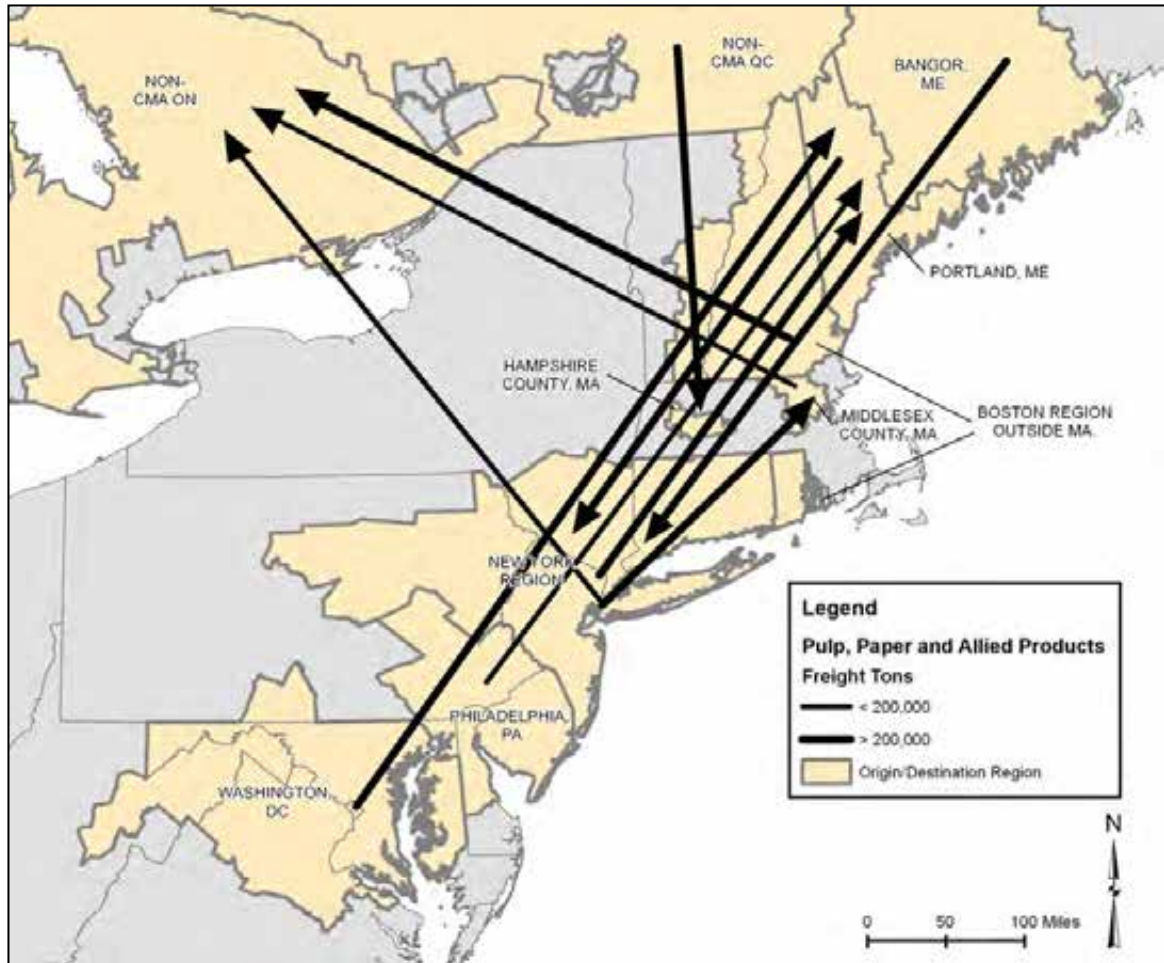 NON-
CMA ON
NON-
CMA QC
BANGOR,
ME
PORTLAND, ME
HAMPSHIRE
COUNTY, MA
MIDDLESEX
COUNTY, MA
BOSTON REGION
OUTSIDE MA.
NEW YORK
REGION
PHILADELPHIA,
PA
WASHINGTON,
DC
Legend
Pulp, Paper and Allied Products
Freight Tons
< 200,000
> 200,000
Origin/Destination Region
N
0 50 100 Miles